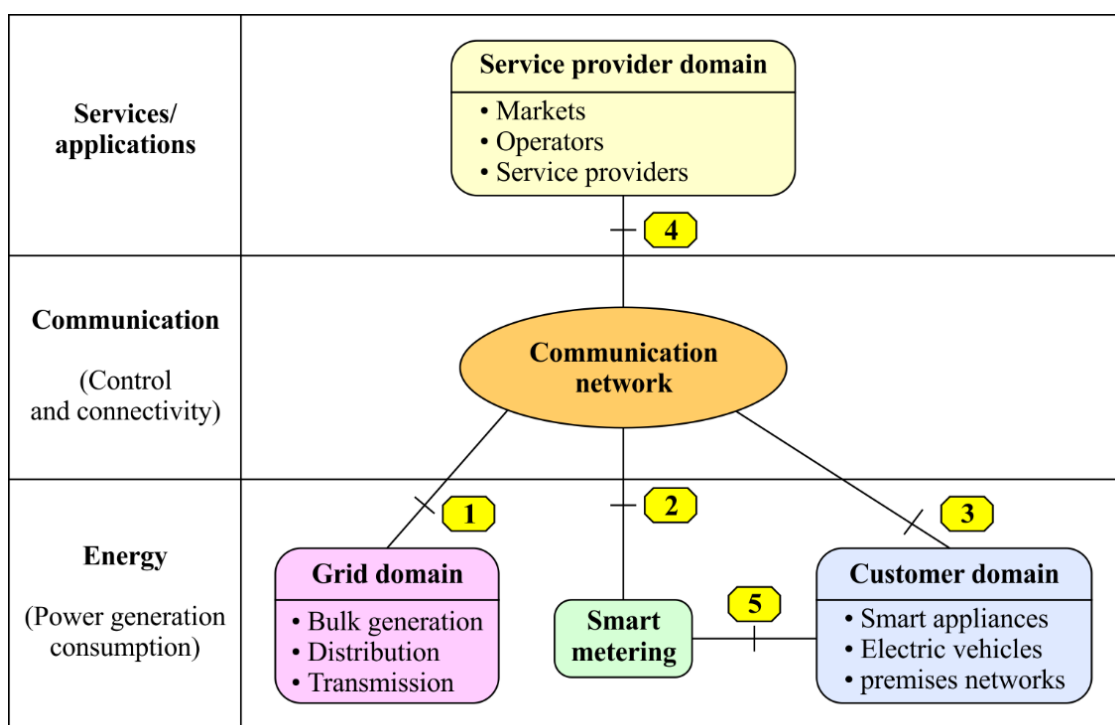 Services/
applications
Service provider domain
• Markets
• Operators
• Service providers
4
Communication
(Control
and connectivity)
Communication
network
Energy
(Power generation
consumption)
1
2
3
Grid domain
• Bulk generation
• Distribution
• Transmission
Smart
metering
5
Customer domain
• Smart appliances
• Electric vehicles
• premises networks